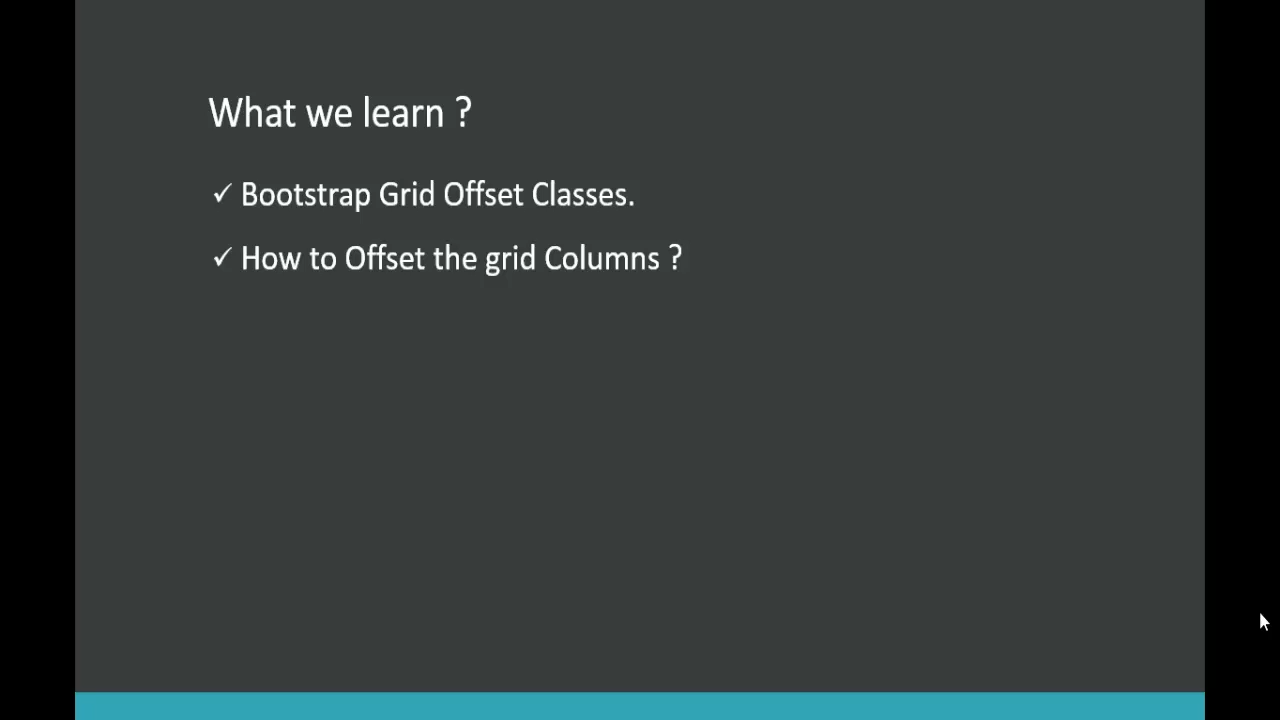 What we learn ?
✓ Bootstrap Grid Offset Classes.
✓ How to Offset the grid Columns ?